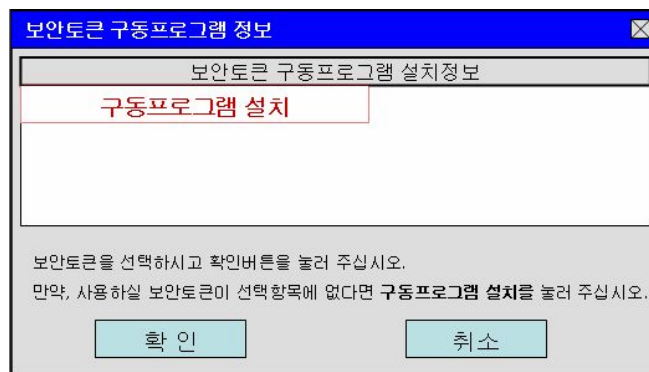 보안토큰 구동프로그램 정보
보안토큰 구동프로그램 설치정보
구동프로그램 설치
보안토큰을 선택하시고 확인버튼을 눌러 주십시오.
만약, 사용하실 보안토큰이 선택항목에 없다면 구동프로그램 설치를 눌러 주십시오.
확 인 취 소